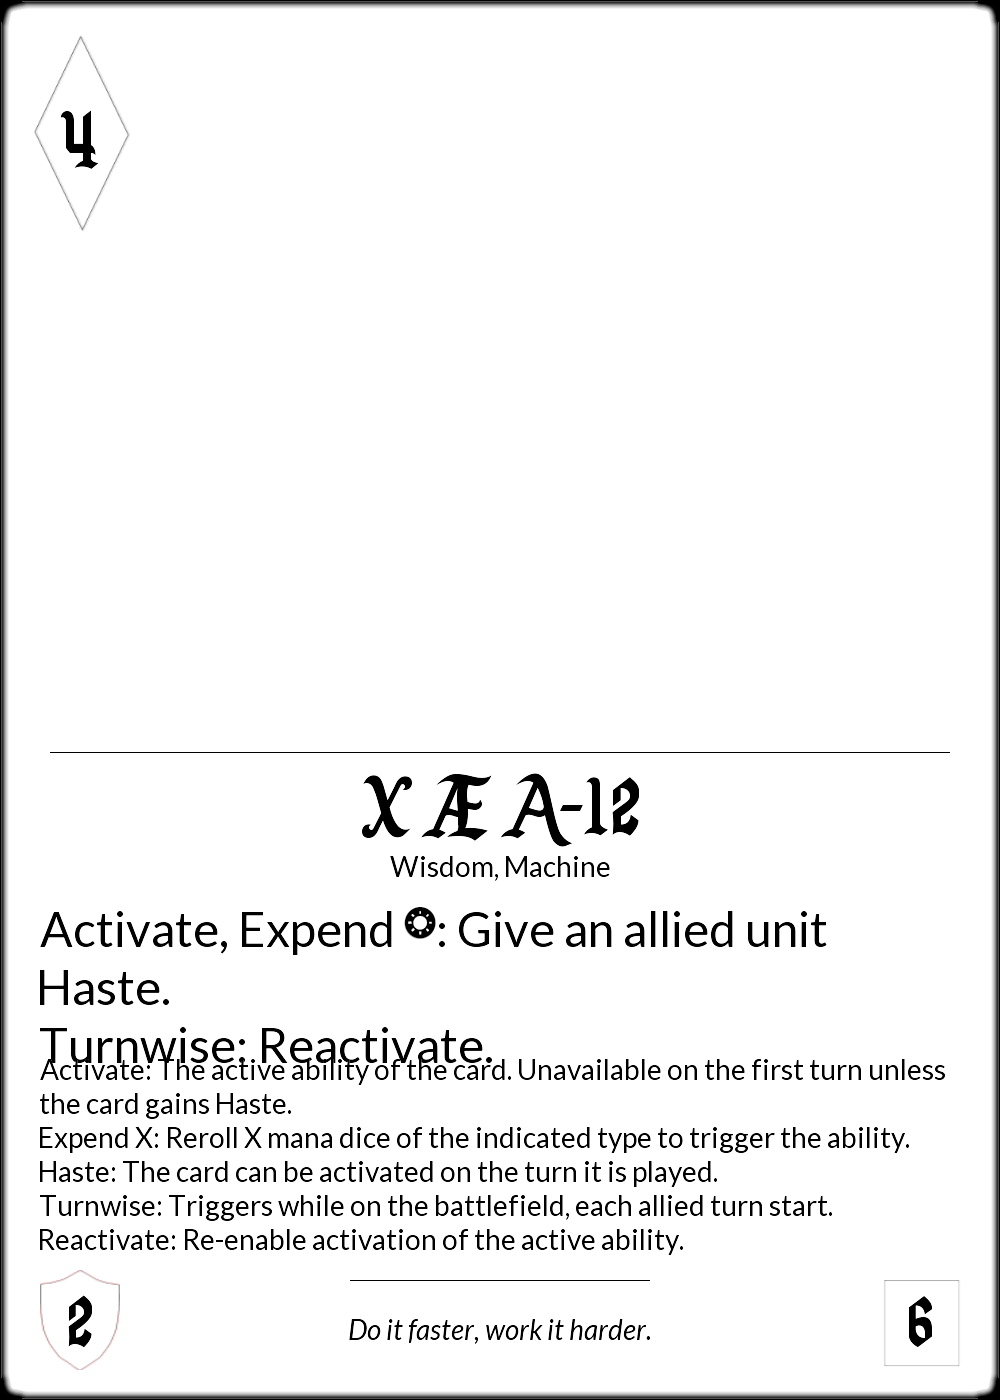 4
X Æ A-12
Wisdom, Machine
Activate, Expend : Give an allied unit
Haste.
Turnwise: Reactivate.
Activate: The active ability of the card. Unavailable on the first turn unless
the card gains Haste.
Expend X: Reroll X mana dice of the indicated type to trigger the ability.
Haste: The card can be activated on the turn it is played.
Turnwise: Triggers while on the battlefield, each allied turn start.
Reactivate: Re-enable activation of the active ability.
2
Do it faster, work it harder.
6